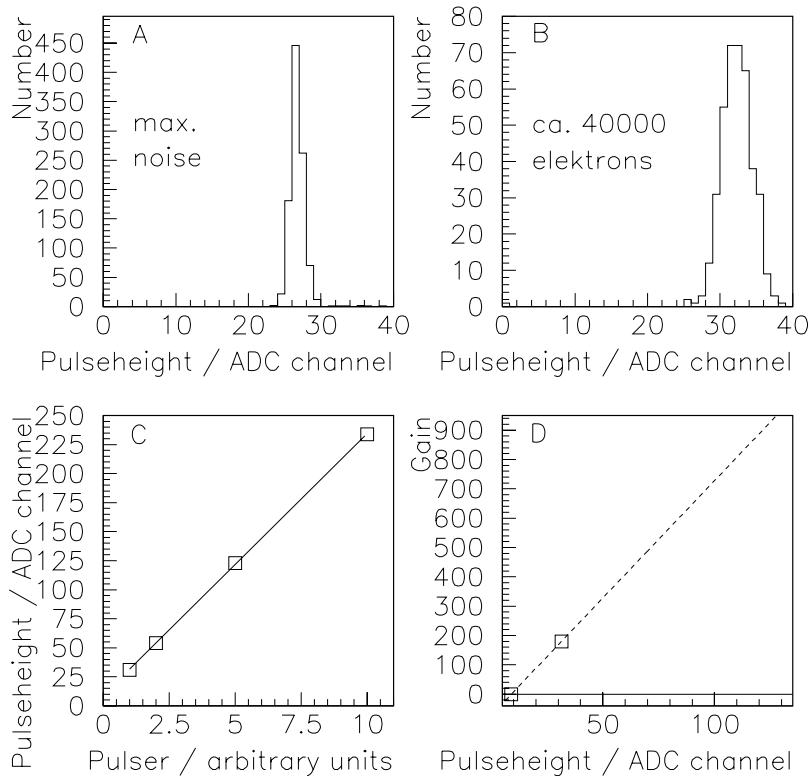 A
Number
450
400
350
300
250
200
150
100
50
0
max.
noise
0 10 20 30 40
Pulseheight / ADC channel
B
Number
80
70
60
50
40
30
20
10
0
ca. 40000
elektrons
0 10 20 30 40
Pulseheight / ADC channel
C
Pulseheight / ADC channel
250
225
200
175
150
125
100
75
50
25
0
0 2.5 5 7.5 10
Pulser / arbitrary units
D
Gain
900
800
700
600
500
400
300
200
100
0
50 100
Pulseheight / ADC channel